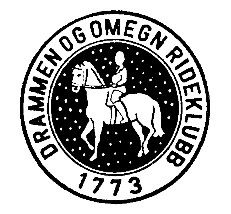 DRAMMEN OG OMEGN RIDEKLUBB
1773